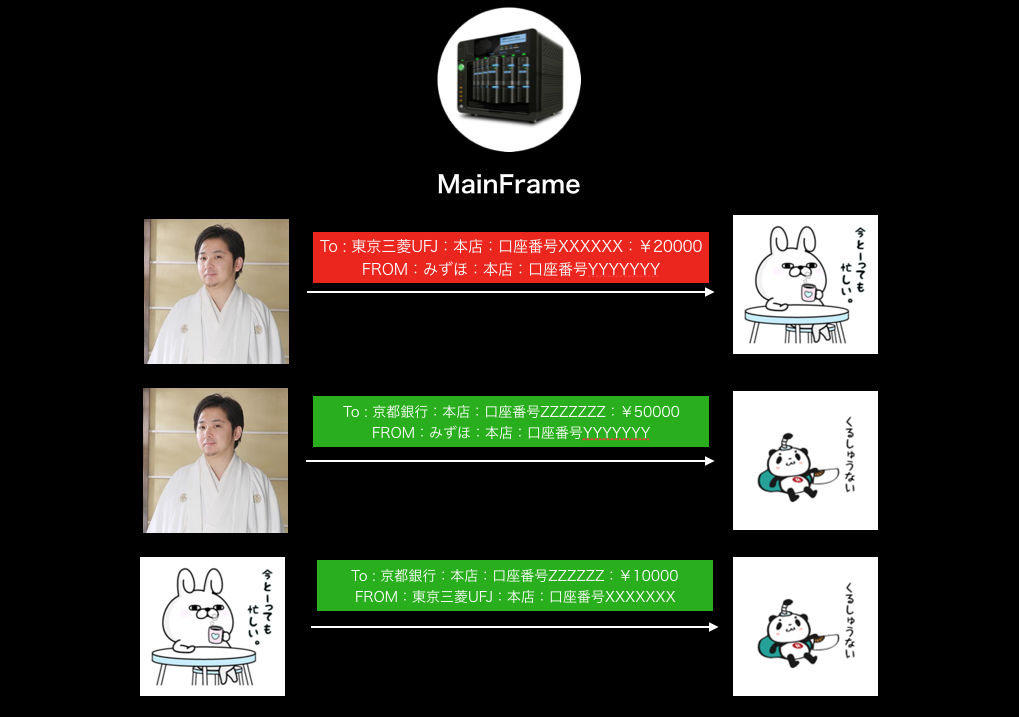 MainFrame
To : 東京三菱UFJ：本店：口座番号XXXXXX：￥20000
FROM：みずほ：本店：口座番号YYYYYYY
今とーっても
忙しい。
To : 京都銀行：本店：口座番号ZZZZZZZ：￥50000
FROM：みずほ：本店：口座番号YYYYYYY
くるしゅうない
今とーっても
忙しい。
To : 京都銀行：本店：口座番号ZZZZZZ：￥10000
FROM：東京三菱UFJ：本店：口座番号XXXXXXX
くるしゅうない